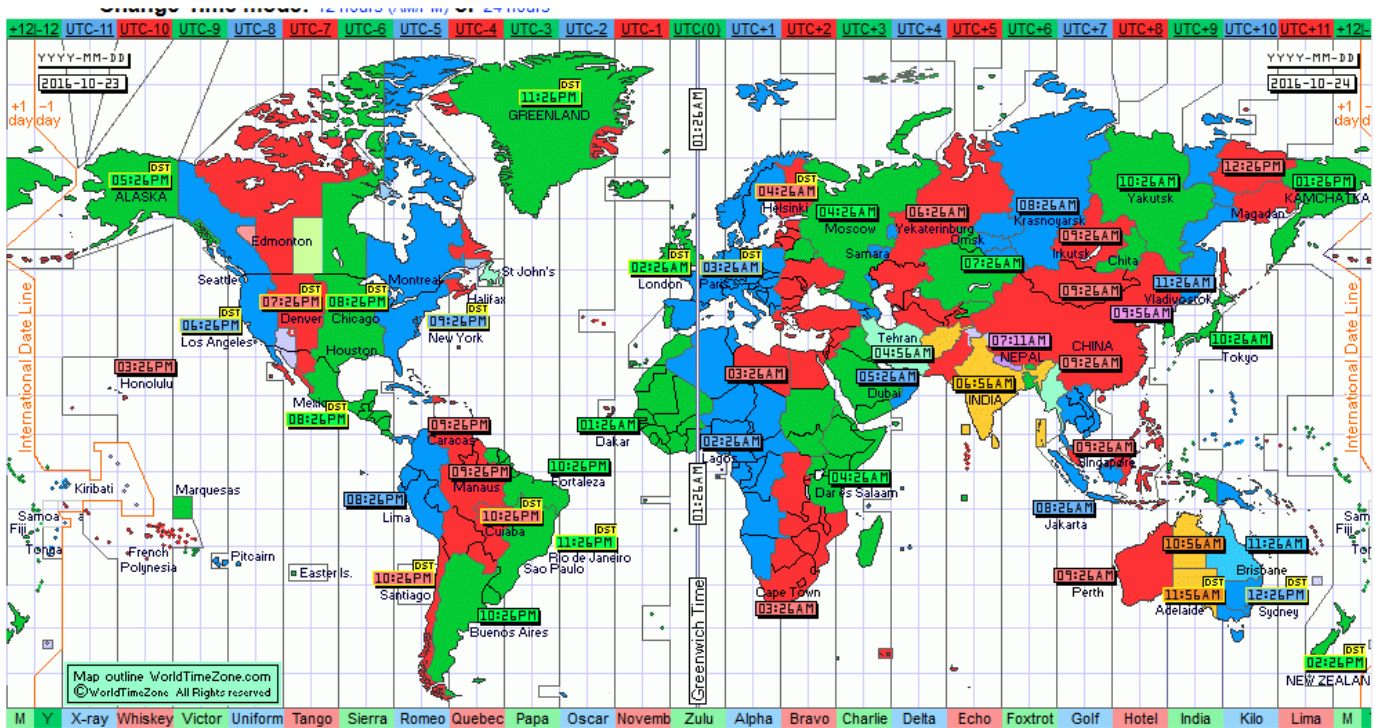 Change Time mode: 12 hours (AM/PM) or 24 hours
+12 -12 UTC-11 UTC-10 UTC-9 UTC-8 UTC-7 UTC-6 UTC-5 UTC-4 UTC-3 UTC-2 UTC-1 UTC(0) UTC+1 UTC+2 UTC+3 UTC+4 UTC+5 UTC+6 UTC+7 UTC+8 UTC+9 UTC+10 UTC+11 +12
YYYY-MM-DD
2016-10-23
YYYY-MM-DD
2016-10-24
+1 -1
day day
+1
day
DST
11:26PM
GREENLAND
01:26AM
DST
05:26PM
ALASKA
DST
04:26AM
Helsinki
04:26AM
Moscow
06:26AM
Yekaterinburg
08:26AM
Krasnoyarsk
10:26AM
Yakutsk
12:26PM
Magadan
01:26PM
KAMCHATKA
Edmonton
Omsk
07:26AM
09:26AM
Irkutsk
Chita
Samara
Seattle
Montreal
St John's
Halifax
DST
02:26AM
London
DST
03:26AM
Paris
09:26AM
11:26AM
Vladivostok
09:56AM
DST
07:26PM
Denver
DST
08:26PM
Chicago
DST
09:26PM
New York
DST
06:26PM
Los Angeles
Houston
Tehran
04:56AM
07:11AM
NEPAL
CHINA
09:26AM
10:26AM
Tokyo
International Date Line
International Date Line
03:26PM
Honolulu
03:26AM
05:26AM
Dubai
06:56AM
INDIA
DST
08:26PM
09:26PM
Caracas
01:26AM
Dakar
02:26AM
Lagos
09:26AM
Singapore
09:26PM
Manaus
10:26PM
Fortaleza
01:26AM
04:26AM
Dar es Salaam
Kiribati
Marquesas
08:26PM
Lima
DST
10:26PM
Cuiaba
08:26AM
Jakarta
Samoa
Fiji
Tonga
French
Polynesia
Pitcairn
DST
11:26PM
Rio de Janeiro
Sao Paulo
10:56AM
11:26AM
Brisbane
Sam
Fiji
Easter Is.
DST
10:26PM
Santiago
Cape Town
03:26AM
09:26AM
Perth
DST
11:56AM
Adelaide
DST
12:26PM
Sydney
10:26PM
Buenos Aires
Greenwich Time
DST
02:26PM
NEW ZEALAN
Map outline WorldTimeZone.com
©WorldTimeZone All Rights reserved
M Y X-ray Whiskey Victor Uniform Tango Sierra Romeo Quebec Papa Oscar Novemb Zulu Alpha Bravo Charlie Delta Echo Foxtrot Golf Hotel India Kilo Lima M